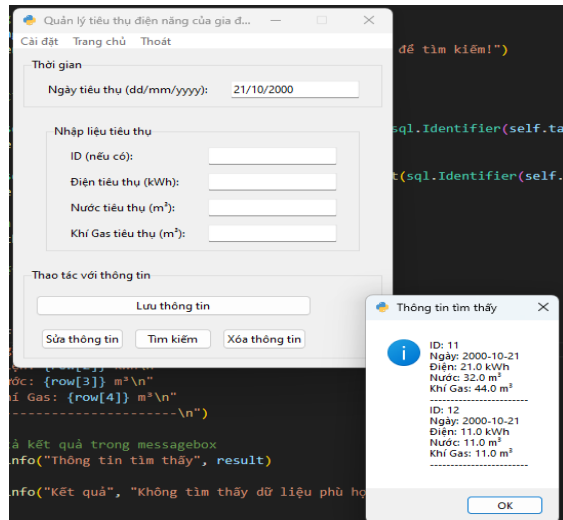 Quản lý tiêu thụ điện năng của gia đ...
Cài đặt Trang chủ Thoát
Thời gian
Ngày tiêu thụ (dd/mm/yyyy): 21/10/2000
Nhập liệu tiêu thụ
ID (nếu có):
Điện tiêu thụ (kWh):
Nước tiêu thụ (m³):
Khí Gas tiêu thụ (m³):
Thao tác với thông tin
Lưu thông tin
Sửa thông tin Tìm kiếm Xóa thông tin
để tìm kiếm!")
sql.Identifier(self.ta
t(sql.Identifier(self.
Thông tin tìm thấy
ID: 11
Ngày: 2000-10-21
Điện: 21.0 kWh
Nước: 32.0 m³
Khí Gas: 44.0 m³
------------------------
ID: 12
Ngày: 2000-10-21
Điện: 11.0 kWh
Nước: 11.0 m³
Khí Gas: 11.0 m³
------------------------
OK
ớc: {row[3]} m³\n"
hí Gas: {row[4]} m³\n"
----------------------\n")
ả kết quả trong messagebox
info("Thông tin tìm thấy", result)
info("Kết quả", "Không tìm thấy dữ liệu phù hợ